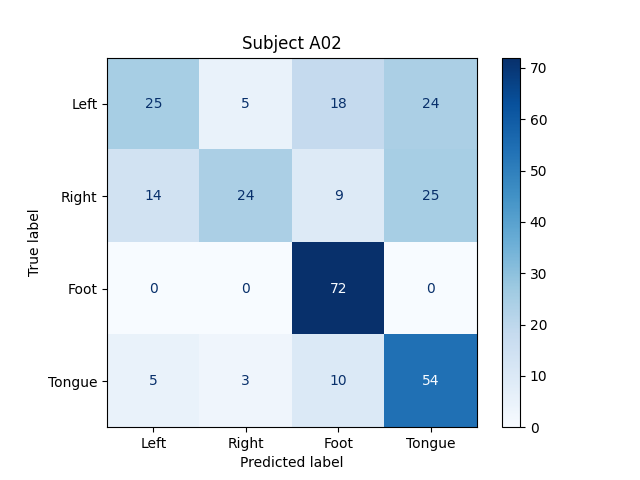 Subject A02
True label
Left
25
5
18
24
Right
14
24
9
25
Foot
0
0
72
0
Tongue
5
3
10
54
Left
Right
Foot
Tongue
Predicted label
70
60
50
40
30
20
10
0